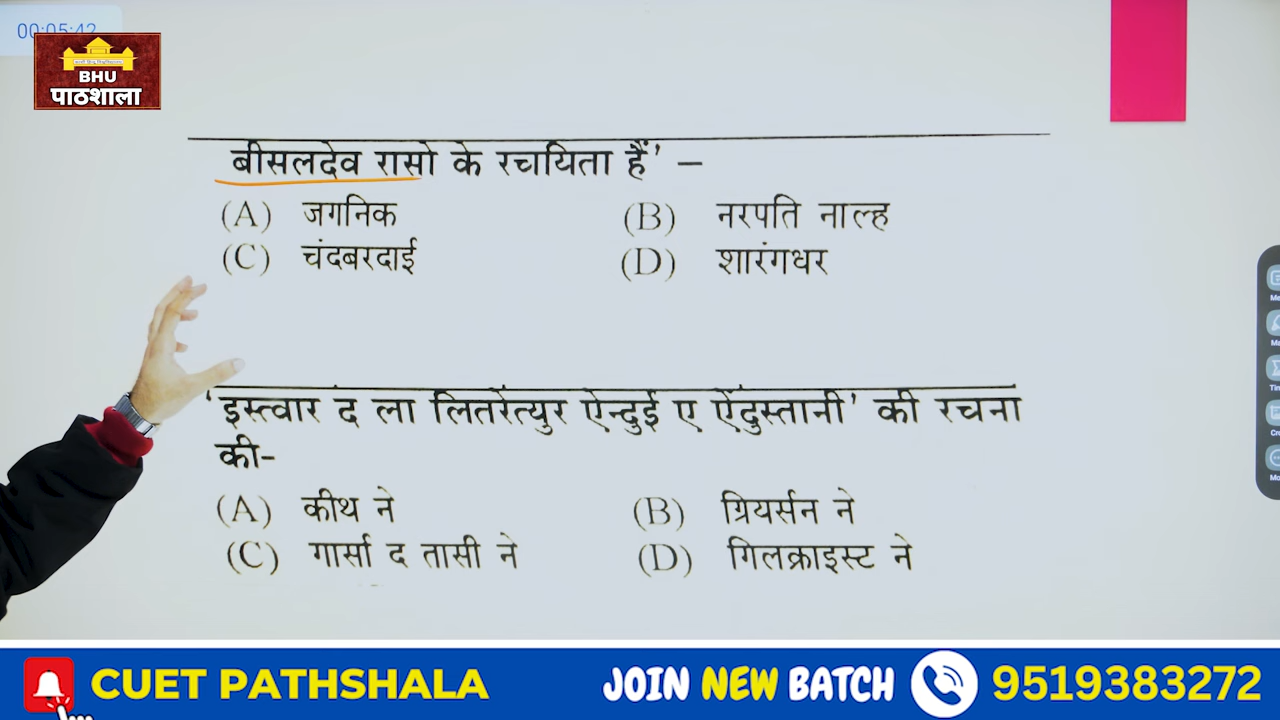 00:05:42
BHU
पाठशाला
बीसलदेव रासो के रचयिता हैं' –
(A) जगनिक (B) नरपति नाल्ह
(C) चंदबरदाई (D) शारंगधर
'इस्त्वार द ला लितरेत्युर ऐन्दुई ए ऐंदुस्तानी' की रचना
की-
(A) कीथ ने (B) ग्रियर्सन ने
(C) गार्सा द तासी ने (D) गिलक्राइस्ट ने
CUET PATHSHALA JOIN NEW BATCH 9519383272